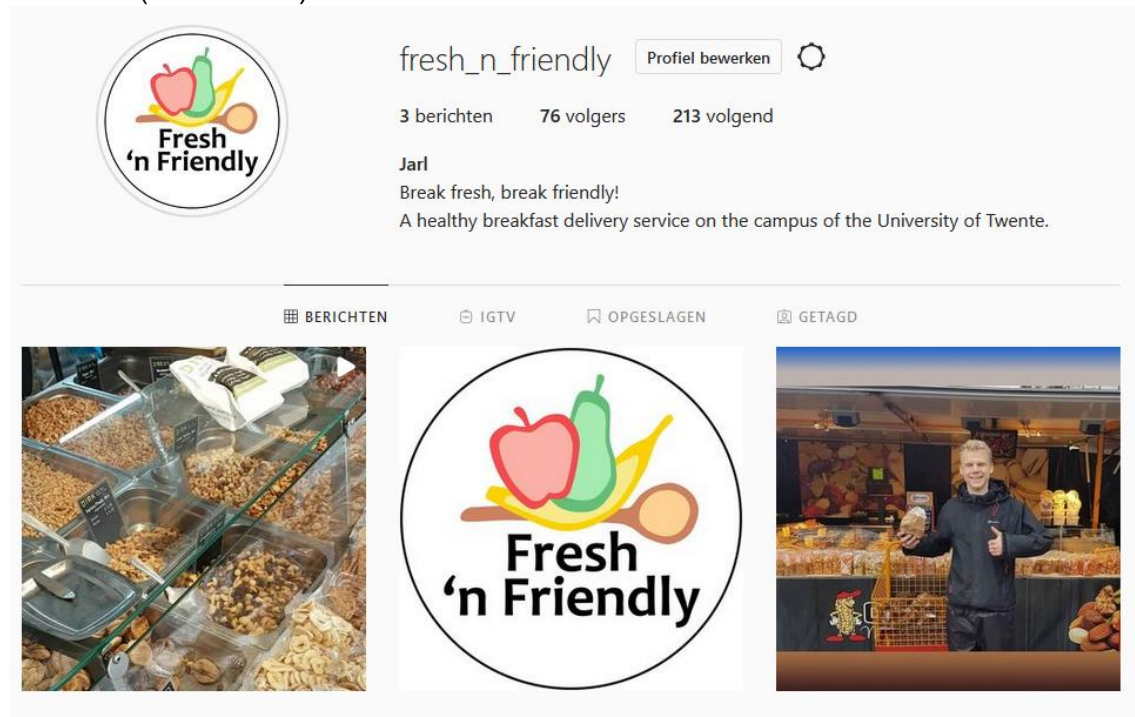 fresh_n_friendly Profiel bewerken
3 berichten 76 volgers 213 volgend
Jarl
Break fresh, break friendly!
A healthy breakfast delivery service on the campus of the University of Twente.
Fresh
'n Friendly
BERICHTEN IGTV OPGESLAGEN GETAGD
Fresh
'n Friendly